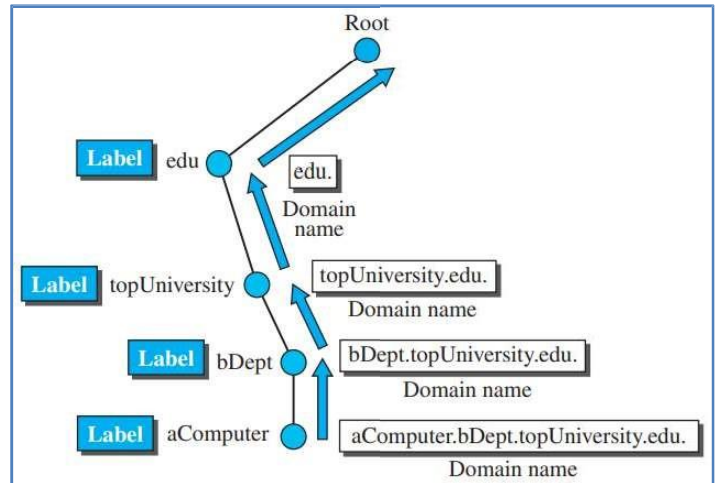 Root
Label edu
edu.
Domain
name
Label topUniversity
topUniversity.edu.
Domain name
Label bDept
bDept.topUniversity.edu.
Domain name
Label aComputer
aComputer.bDept.topUniversity.edu.
Domain name